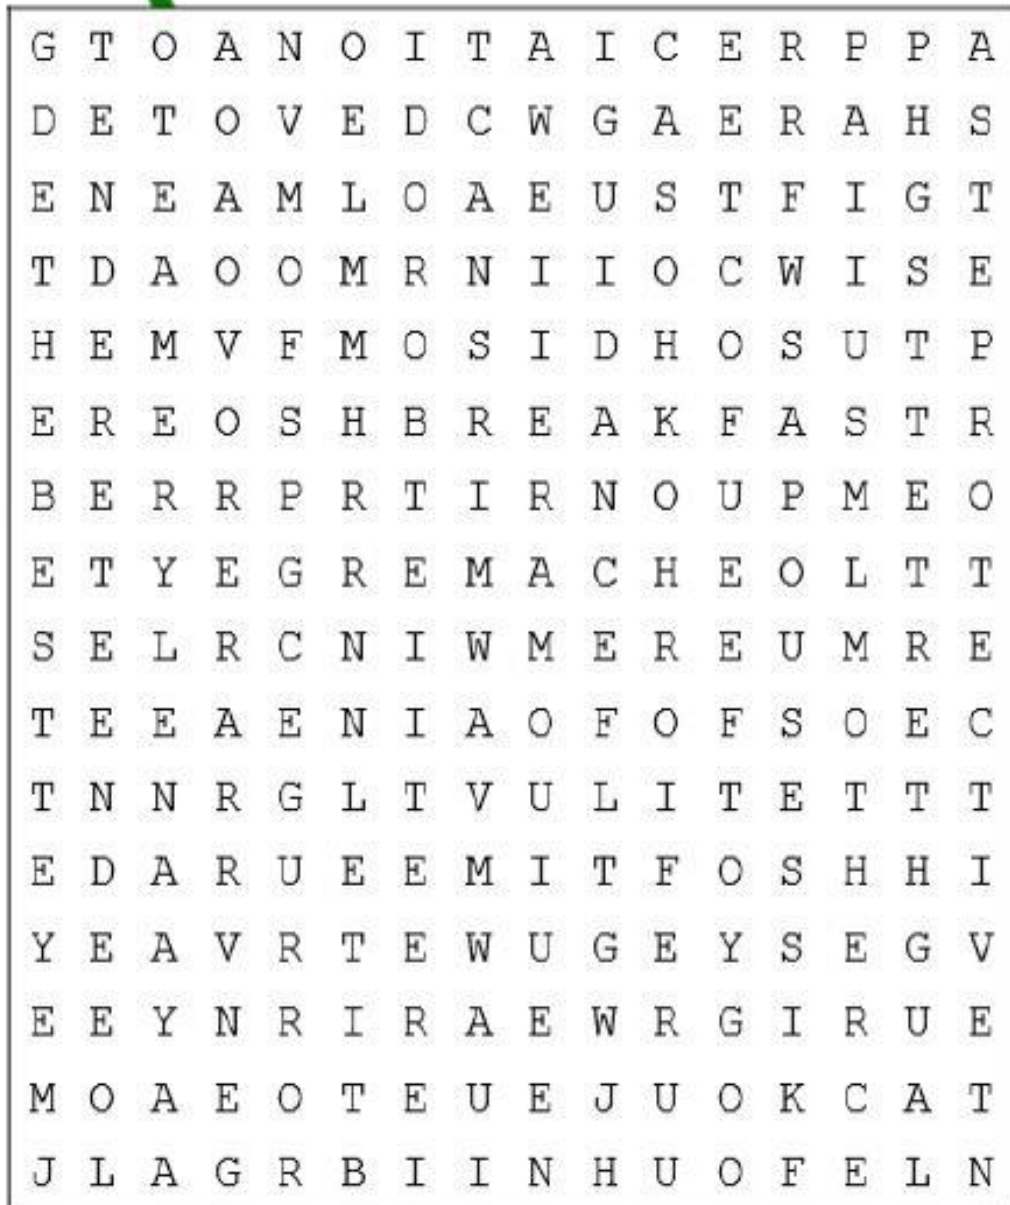 G T O A N O I T A I C E R P P A
D E T O V E D C W G A E R A H S
E N E A M L O A E U S T F I G T
T D A O O M R N I I O C W I S E
H E M V F M O S I D H O S U T P
E R E O S H B R E A K F A S T R
B E R R P R T I R N O U P M E O
E T Y E G R E M A C H E O L T T
S E L R C N I W M E R E U M R E
T E E A E N I A O F O F S O E C
T N N R G L T V U L I T E T T T
E D A R U E E M I T F O S H H I
Y E A V R T E W U G E Y S E G V
E E Y N R I R A E W R G I R U E
M O A E O T E U E J U O K C A T
J L A G R B I I N H U O F E L N